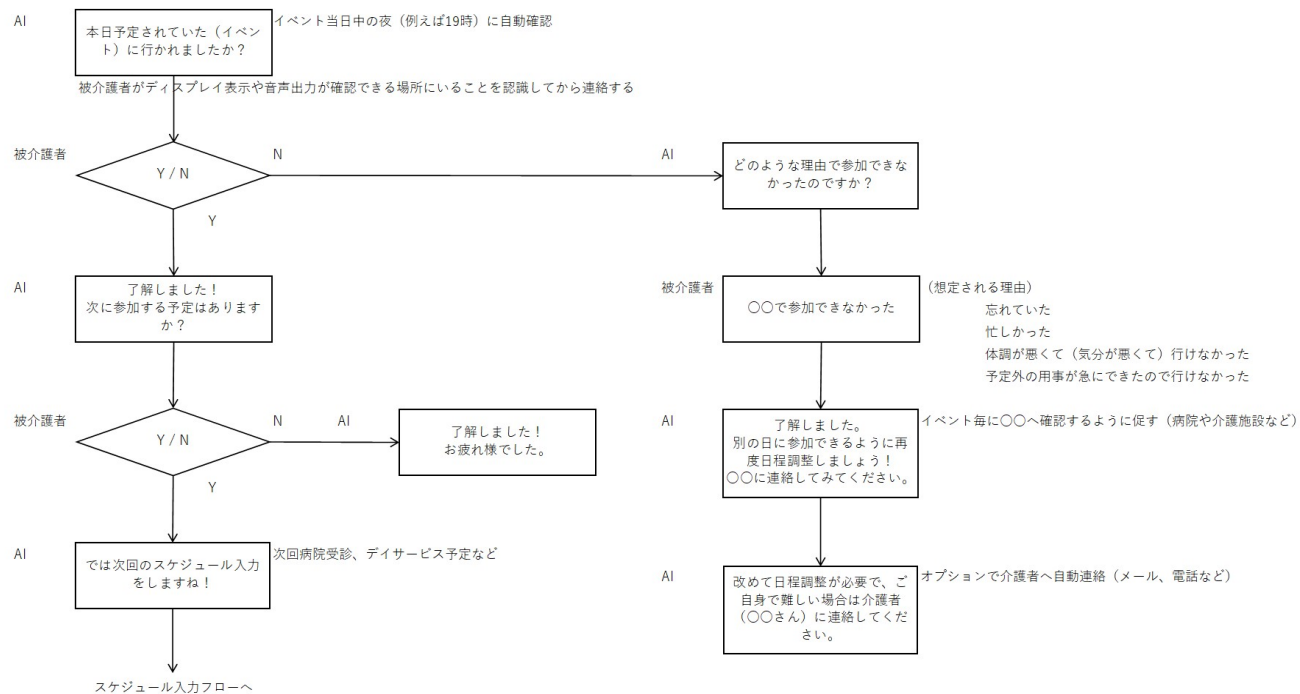 AI
本日予定されていた（イベン
ト）に行かれましたか？
イベント当日中の夜（例えば19時）に自動確認
被介護者がディスプレイ表示や音声出力が確認できる場所にいることを認識してから連絡する
被介護者
Y / N
N
AI
どのような理由で参加できな
かったのですか？
Y
AI
了解しました！
次に参加する予定はあります
か？
被介護者
〇〇で参加できなかった
（想定される理由）
忘れていた
忙しかった
体調が悪くて（気分が悪くて）行けなかった
予定外の用事が急にできたので行けなかった
被介護者
Y / N
N
AI
了解しました！
お疲れ様でした。
AI
了解しました。
別の日に参加できるように再
度日程調整しましょう！
〇〇に連絡してみてください。
イベント毎に〇〇へ確認するように促す（病院や介護施設など）
Y
AI
では次回のスケジュール入力
をしますね！
次回病院受診、デイサービス予定など
AI
改めて日程調整が必要で、ご
自身で難しい場合は介護者
（〇〇さん）に連絡してくだ
さい。
オプションで介護者へ自動連絡（メール、電話など）
スケジュール入力フローへ